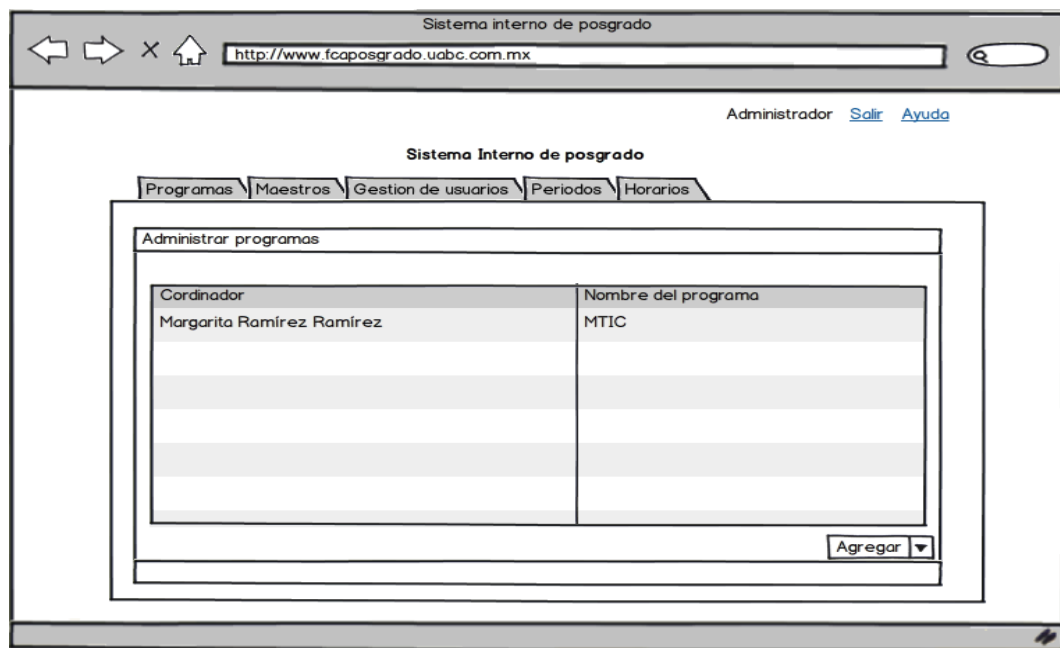 Sistema interno de posgrado
http://www.fcaposgrado.uabc.com.mx
Administrador Salir Ayuda
Sistema Interno de posgrado
Programas Maestros Gestion de usuarios Periodos Horarios
Administrar programas
Cordinador Nombre del programa
Margarita Ramírez Ramírez MTIC
Agregar